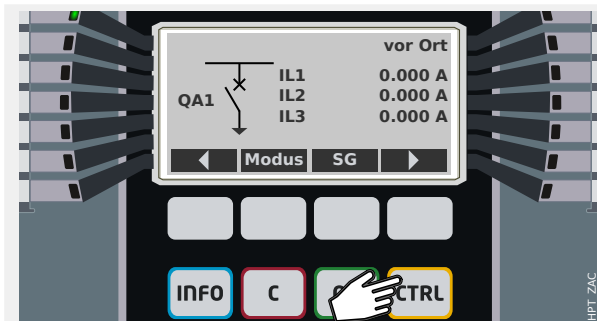 vor Ort
IL1 0.000 A
QA1 IL2 0.000 A
IL3 0.000 A
Modus SG
INFO C CTRL
HPT ZAC